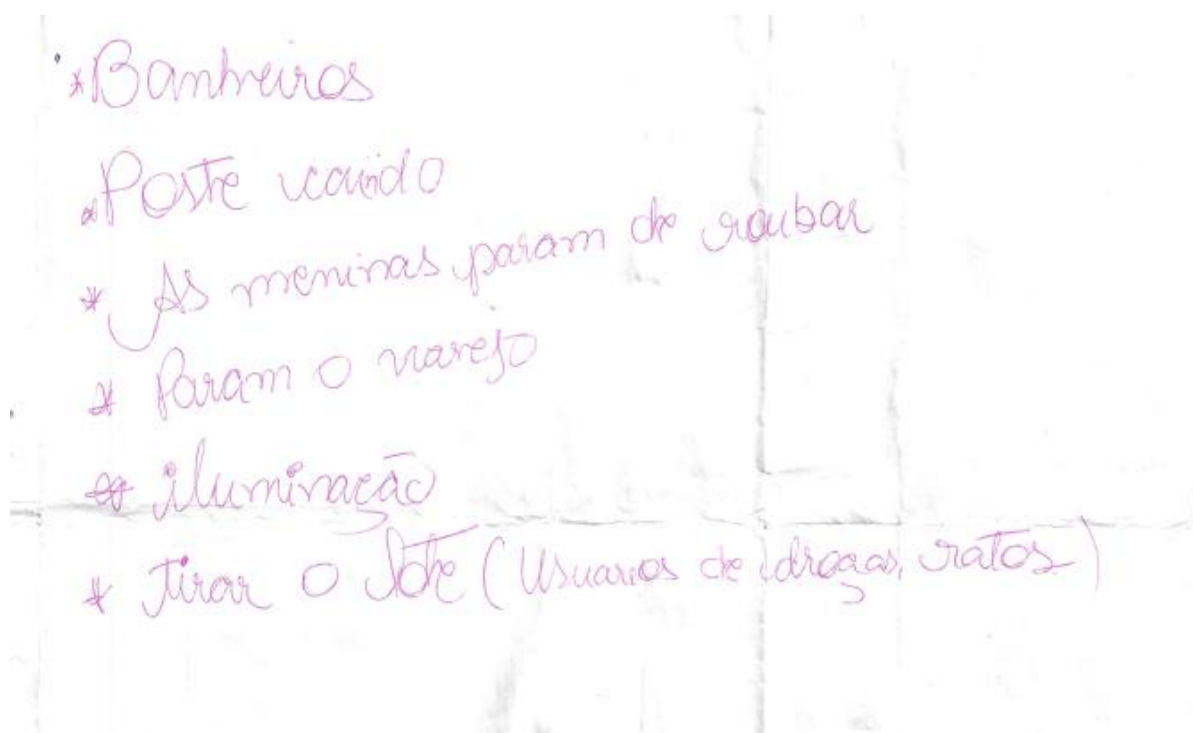 * Banheiros
* Poste caindo
* As meninas param de roubar
* Param o varejo
* iluminação
* Tirar o lote (Usuarios de drogas, ratos)